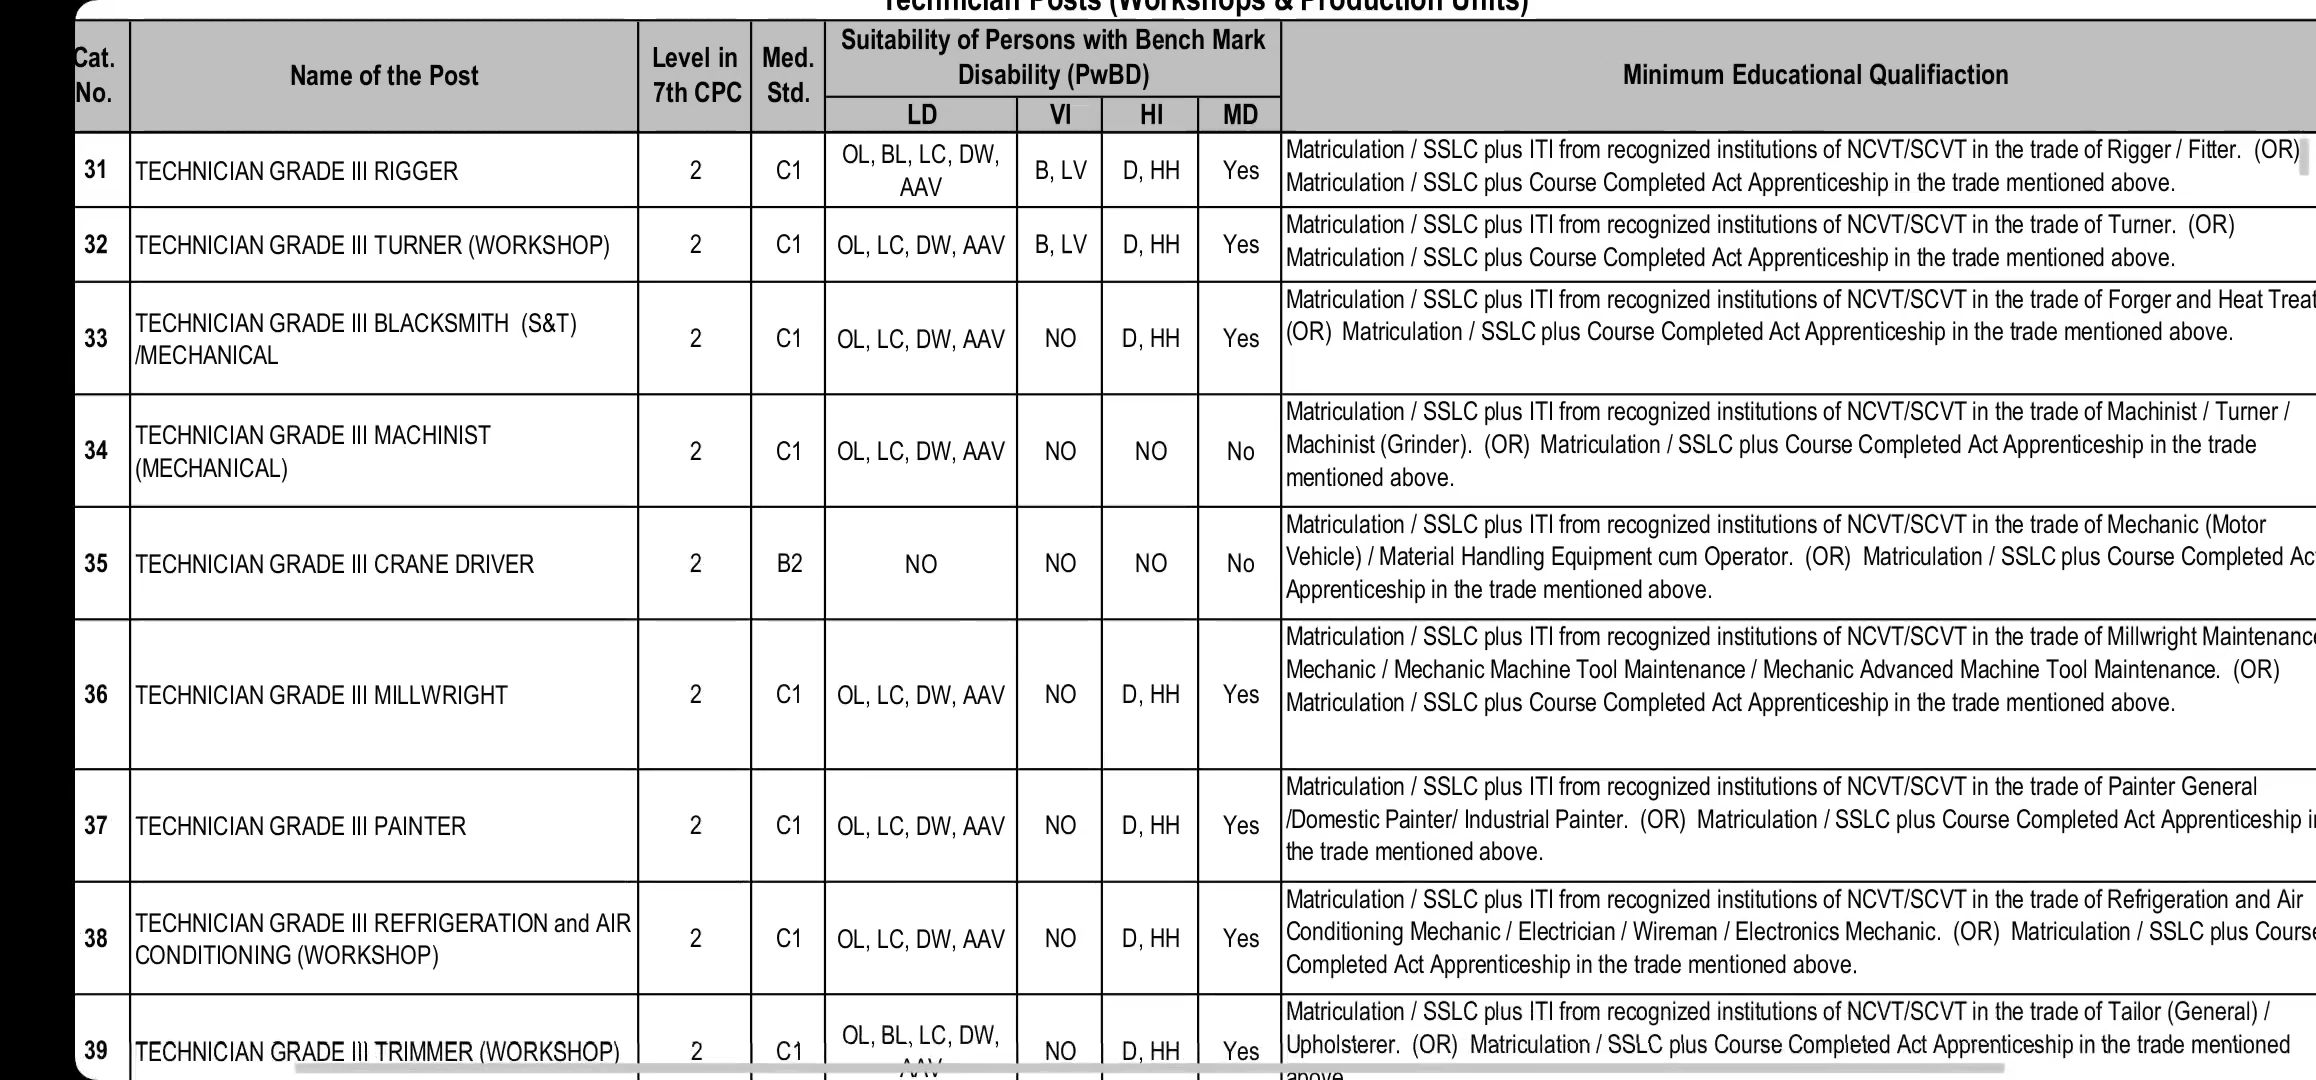 Technician Posts (Workshops & Production Units)
Cat. No. | Name of the Post | Level in 7th CPC | Med. Std. | Suitability of Persons with Bench Mark Disability (PwBD) | Minimum Educational Qualifiaction
LD | VI | HI | MD
31 | TECHNICIAN GRADE III RIGGER | 2 | C1 | OL, BL, LC, DW, AAV | B, LV | D, HH | Yes | Matriculation / SSLC plus ITI from recognized institutions of NCVT/SCVT in the trade of Rigger / Fitter. (OR)
Matriculation / SSLC plus Course Completed Act Apprenticeship in the trade mentioned above.
32 | TECHNICIAN GRADE III TURNER (WORKSHOP) | 2 | C1 | OL, LC, DW, AAV | B, LV | D, HH | Yes | Matriculation / SSLC plus ITI from recognized institutions of NCVT/SCVT in the trade of Turner. (OR)
Matriculation / SSLC plus Course Completed Act Apprenticeship in the trade mentioned above.
33 | TECHNICIAN GRADE III BLACKSMITH (S&T) /MECHANICAL | 2 | C1 | OL, LC, DW, AAV | NO | D, HH | Yes | Matriculation / SSLC plus ITI from recognized institutions of NCVT/SCVT in the trade of Forger and Heat Treat
(OR) Matriculation / SSLC plus Course Completed Act Apprenticeship in the trade mentioned above.
34 | TECHNICIAN GRADE III MACHINIST (MECHANICAL) | 2 | C1 | OL, LC, DW, AAV | NO | NO | No | Matriculation / SSLC plus ITI from recognized institutions of NCVT/SCVT in the trade of Machinist / Turner /
Machinist (Grinder). (OR) Matriculation / SSLC plus Course Completed Act Apprenticeship in the trade
mentioned above.
35 | TECHNICIAN GRADE III CRANE DRIVER | 2 | B2 | NO | NO | NO | No | Matriculation / SSLC plus ITI from recognized institutions of NCVT/SCVT in the trade of Mechanic (Motor
Vehicle) / Material Handling Equipment cum Operator. (OR) Matriculation / SSLC plus Course Completed Ac
Apprenticeship in the trade mentioned above.
36 | TECHNICIAN GRADE III MILLWRIGHT | 2 | C1 | OL, LC, DW, AAV | NO | D, HH | Yes | Matriculation / SSLC plus ITI from recognized institutions of NCVT/SCVT in the trade of Millwright Maintenance
Mechanic / Mechanic Machine Tool Maintenance / Mechanic Advanced Machine Tool Maintenance. (OR)
Matriculation / SSLC plus Course Completed Act Apprenticeship in the trade mentioned above.
37 | TECHNICIAN GRADE III PAINTER | 2 | C1 | OL, LC, DW, AAV | NO | D, HH | Yes | Matriculation / SSLC plus ITI from recognized institutions of NCVT/SCVT in the trade of Painter General
/Domestic Painter/ Industrial Painter. (OR) Matriculation / SSLC plus Course Completed Act Apprenticeship in
the trade mentioned above.
38 | TECHNICIAN GRADE III REFRIGERATION and AIR CONDITIONING (WORKSHOP) | 2 | C1 | OL, LC, DW, AAV | NO | D, HH | Yes | Matriculation / SSLC plus ITI from recognized institutions of NCVT/SCVT in the trade of Refrigeration and Air
Conditioning Mechanic / Electrician / Wireman / Electronics Mechanic. (OR) Matriculation / SSLC plus Course
Completed Act Apprenticeship in the trade mentioned above.
39 | TECHNICIAN GRADE III TRIMMER (WORKSHOP) | 2 | C1 | OL, BL, LC, DW, AAV | NO | D, HH | Yes | Matriculation / SSLC plus ITI from recognized institutions of NCVT/SCVT in the trade of Tailor (General) /
Upholsterer. (OR) Matriculation / SSLC plus Course Completed Act Apprenticeship in the trade mentioned
above